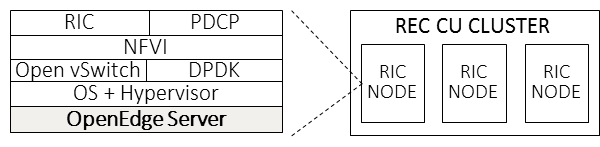 RIC PDCP
NFVI
Open vSwitch DPDK
OS + Hypervisor
OpenEdge Server
REC CU CLUSTER
RIC NODE
RIC NODE
RIC NODE